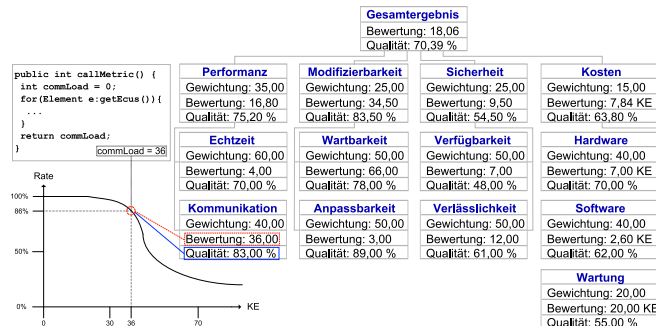 Gesamtergebnis
Bewertung: 18,06
Qualität: 70,39 %
public int callMetric() {
int commLoad = 0;
for(Element e:getEcus()){
...
}
return commLoad;
}
commLoad = 36
Performanz
Gewichtung: 35,00
Bewertung: 16,80
Qualität: 75,20 %
Modifizierbarkeit
Gewichtung: 25,00
Bewertung: 34,50
Qualität: 83,50 %
Sicherheit
Gewichtung: 25,00
Bewertung: 9,50
Qualität: 54,50 %
Kosten
Gewichtung: 15,00
Bewertung: 7,84 KE
Qualität: 63,80 %
Echtzeit
Gewichtung: 60,00
Bewertung: 4,00
Qualität: 70,00 %
Wartbarkeit
Gewichtung: 50,00
Bewertung: 66,00
Qualität: 78,00 %
Verfügbarkeit
Gewichtung: 50,00
Bewertung: 7,00
Qualität: 48,00 %
Hardware
Gewichtung: 40,00
Bewertung: 7,00 KE
Qualität: 70,00 %
Kommunikation
Gewichtung: 40,00
Bewertung: 36,00
Qualität: 83,00 %
Anpassbarkeit
Gewichtung: 50,00
Bewertung: 3,00
Qualität: 89,00 %
Verlässlichkeit
Gewichtung: 50,00
Bewertung: 12,00
Qualität: 61,00 %
Software
Gewichtung: 40,00
Bewertung: 2,60 KE
Qualität: 62,00 %
Wartung
Gewichtung: 20,00
Bewertung: 20,00 KE
Qualität: 55,00 %
Rate
100%
86%
50%
0%
0 30 36 70
KE